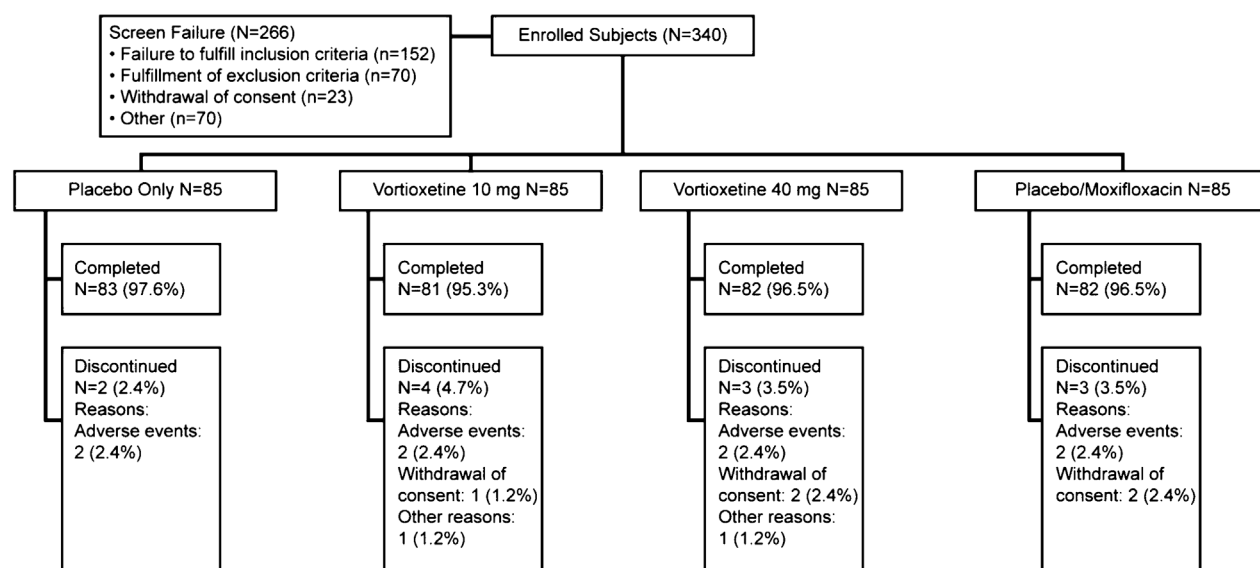 Screen Failure (N=266)
• Failure to fulfill inclusion criteria (n=152)
• Fulfillment of exclusion criteria (n=70)
• Withdrawal of consent (n=23)
• Other (n=70)
Enrolled Subjects (N=340)
Placebo Only N=85
Completed
N=83 (97.6%)
Discontinued
N=2 (2.4%)
Reasons:
Adverse events:
2 (2.4%)
Vortioxetine 10 mg N=85
Completed
N=81 (95.3%)
Discontinued
N=4 (4.7%)
Reasons:
Adverse events:
2 (2.4%)
Withdrawal of
consent: 1 (1.2%)
Other reasons:
1 (1.2%)
Vortioxetine 40 mg N=85
Completed
N=82 (96.5%)
Discontinued
N=3 (3.5%)
Reasons:
Adverse events:
2 (2.4%)
Withdrawal of
consent: 2 (2.4%)
Other reasons:
1 (1.2%)
Placebo/Moxifloxacin N=85
Completed
N=82 (96.5%)
Discontinued
N=3 (3.5%)
Reasons:
Adverse events:
2 (2.4%)
Withdrawal of
consent: 2 (2.4%)